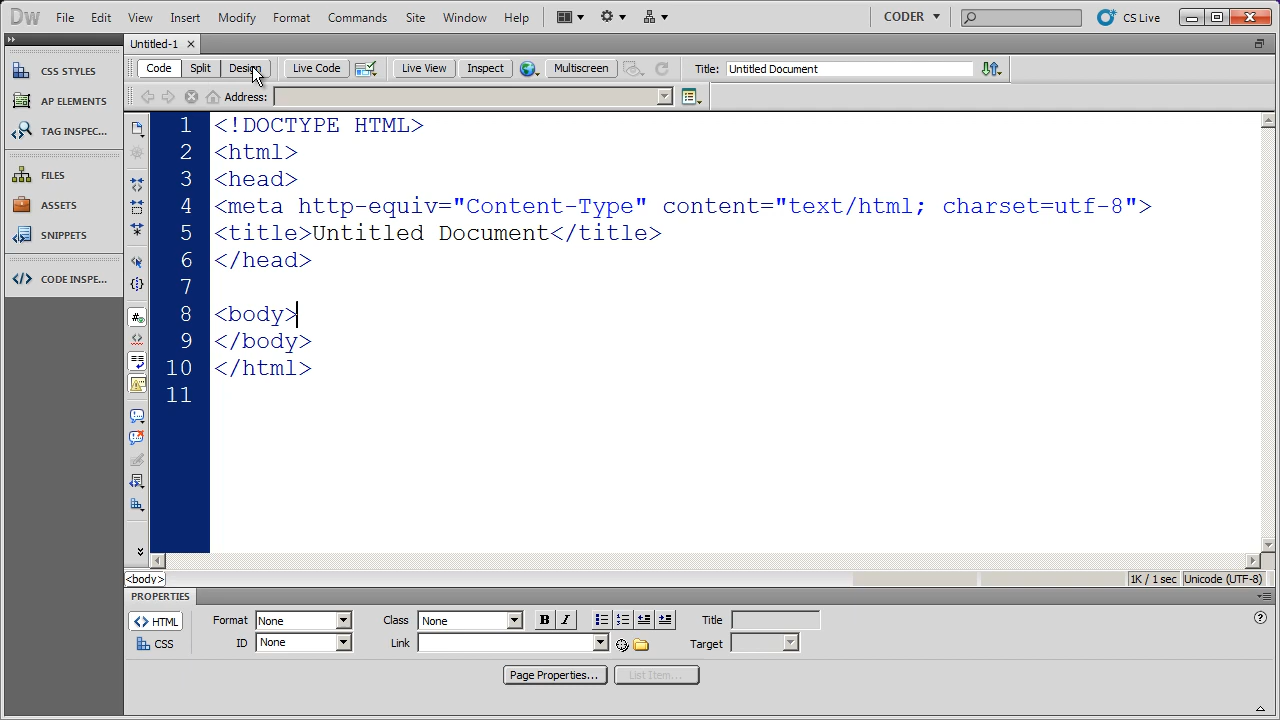 Dw File Edit View Insert Modify Format Commands Site Window Help CODER CS Live
Untitled-1
Code Split Design Live Code Live View Inspect Multiscreen Title: Untitled Document
Address:
CSS STYLES
AP ELEMENTS
TAG INSPEC...
FILES
ASSETS
SNIPPETS
CODE INSPE...
1 <!DOCTYPE HTML>
2 <html>
3 <head>
4 <meta http-equiv="Content-Type" content="text/html; charset=utf-8">
5 <title>Untitled Document</title>
6 </head>
7
8 <body>
9 </body>
10 </html>
11
<body> 1K / 1 sec Unicode (UTF-8)
PROPERTIES
<> HTML Format None Class None B I Title
CSS ID None Link Target
Page Properties... List Item...